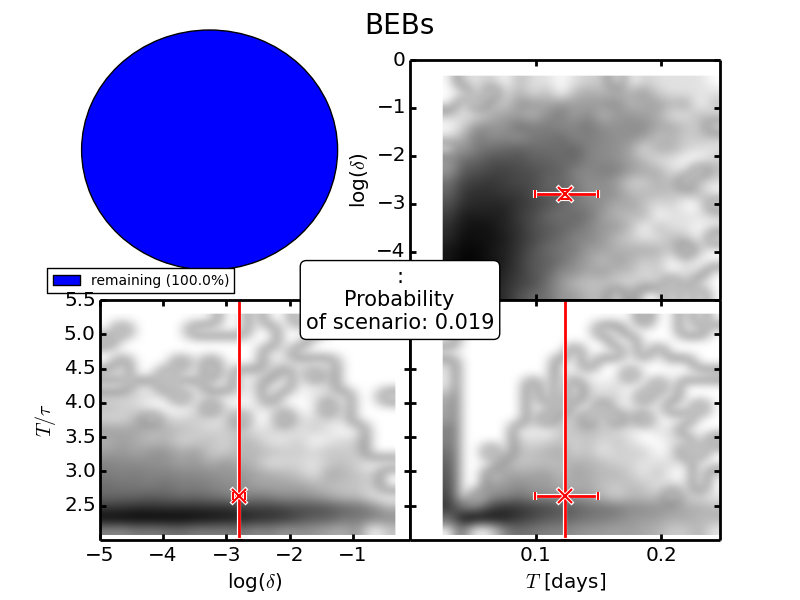 BEBs
0
−1
−2
−3
−4
log(δ)
remaining (100.0%)
:
Probability
of scenario: 0.019
5.5
5.0
4.5
4.0
3.5
3.0
2.5
T/τ
−5 −4 −3 −2 −1
0.1 0.2
log(δ)
T [days]